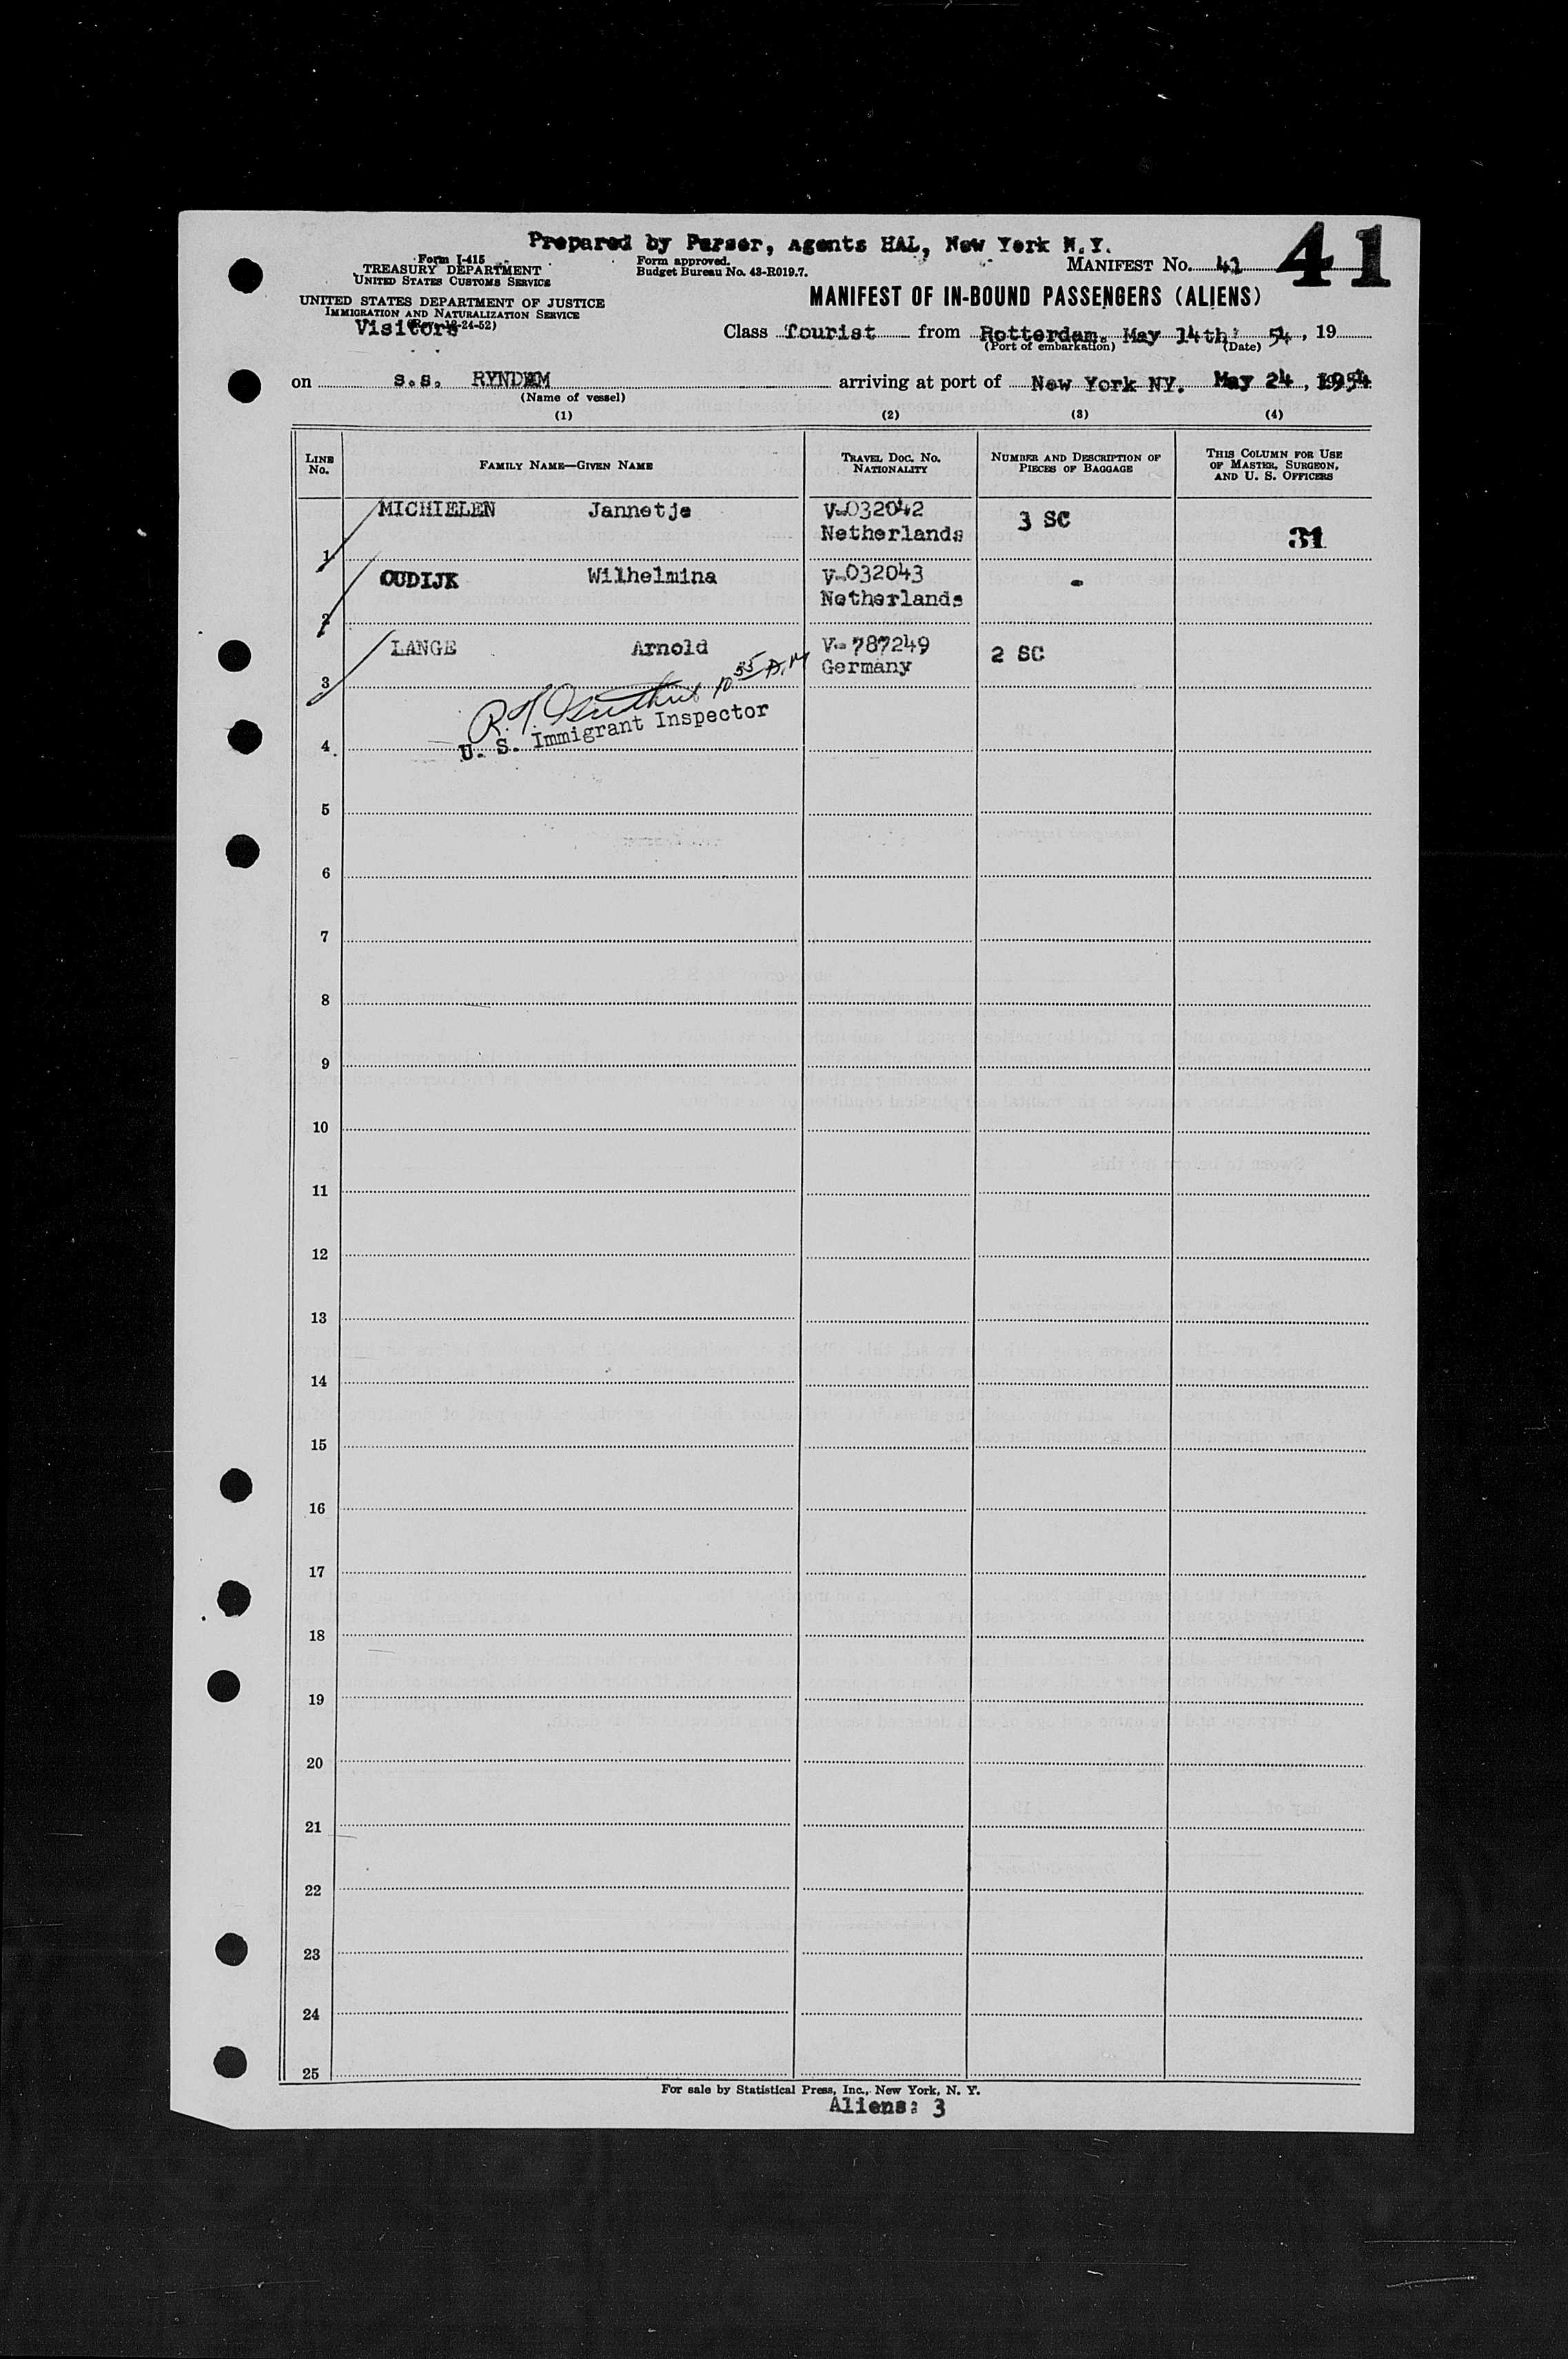 Prepared by Purser, Agents HAL, New York N.Y.
Form I-415
TREASURY DEPARTMENT
UNITED STATES CUSTOMS SERVICE
Form approved.
Budget Bureau No. 43-R019.7.
MANIFEST No. 41
41
UNITED STATES DEPARTMENT OF JUSTICE
IMMIGRATION AND NATURALIZATION SERVICE
(Rev. 12-24-52)
Visitors
MANIFEST OF IN-BOUND PASSENGERS (ALIENS)
Class Tourist from Rotterdam, May 14th 54, 19
(Port of embarkation) (Date)
on s.s. RYNDAM arriving at port of New York NY. May 24, 1954
(Name of vessel)
(1) (2) (3) (4)
LINE No. FAMILY NAME—GIVEN NAME TRAVEL DOC. No. NATIONALITY NUMBER AND DESCRIPTION OF PIECES OF BAGGAGE THIS COLUMN FOR USE OF MASTER, SURGEON, AND U. S. OFFICERS
1 MICHIELEN Jannetje V-032042 Netherlands 3 SC 31
2 OUDIJK Wilhelmina V-032043 Netherlands -
3 LANGE Arnold V-787249 Germany 2 SC
10 35 A.M
U. S. Immigrant Inspector
4
5
6
7
8
9
10
11
12
13
14
15
16
17
18
19
20
21
22
23
24
25
For sale by Statistical Press, Inc., New York, N. Y.
Aliens: 3